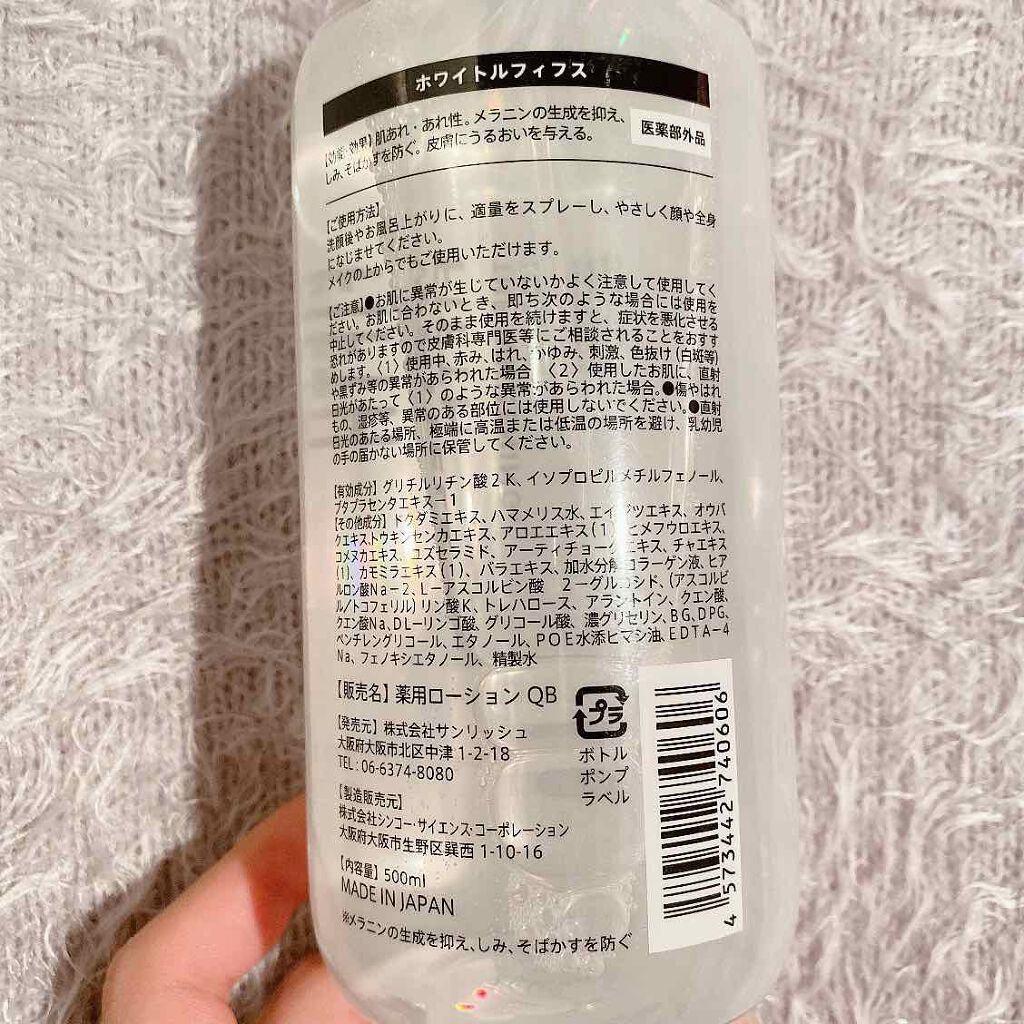 ホワイトルフィフス
【効能・効果】肌あれ・あれ性。メラニンの生成を抑え、
しみ、そばかすを防ぐ。皮膚にうるおいを与える。
医薬部外品
【ご使用方法】
洗顔後やお風呂上がりに、適量をスプレーし、やさしく顔や全身
になじませてください。
メイクの上からでもご使用いただけます。
【ご注意】●お肌に異常が生じていないかよく注意して使用してく
ださい。お肌に合わないとき、即ち次のような場合には使用を
中止してください。そのまま使用を続けますと、症状を悪化させる
恐れがありますので皮膚科専門医等にご相談されることをおすす
めします。〈1〉使用中、赤み、はれ、かゆみ、刺激、色抜け(白斑等)
や黒ずみ等の異常があらわれた場合〈2〉使用したお肌に、直射
日光があたって〈1〉のような異常があらわれた場合。●傷やはれ
もの、湿疹等、異常のある部位には使用しないでください。●直射
日光のあたる場所、極端に高温または低温の場所を避け、乳幼児
の手の届かない場所に保管してください。
【有効成分】グリチルリチン酸2K、イソプロピルメチルフェノール、
ブタプラセンタエキスー1
【その他成分】ドクダミエキス、ハマメリス水、エイジツエキス、オウバ
クエキストウキンセンカエキス、アロエエキス(1)、ヒメフウロエキス、
コメヌカエキス、ユズセラミド、アーティチョークエキス、チャエキス
(1)、カモミラエキス(1)、バラエキス、加水分解コラーゲン液、ヒア
ルロン酸Na-2、L-アスコルビン酸 2-グルコシド、(アスコルビ
ル/トコフェリル)リン酸K、トレハロース、アラントイン、クエン酸、
クエン酸Na、DL-リンゴ酸、グリコール酸、濃グリセリン、BG、DPG、
ペンチレングリコール、エタノール、POE水添ヒマシ油、EDTA-4
Na、フェノキシエタノール、精製水
【販売名】薬用ローション QB
【発売元】株式会社サンリッシュ
大阪府大阪市北区中津 1-2-18
TEL:06-6374-8080
【製造販売元】
株式会社シンコー・サイエンス・コーポレーション
大阪府大阪市生野区巽西 1-10-16
【内容量】500ml
MADE IN JAPAN
※メラニンの生成を抑え、しみ、そばかすを防ぐ
プラ
ボトル
ポンプ
ラベル
4 573442 740606